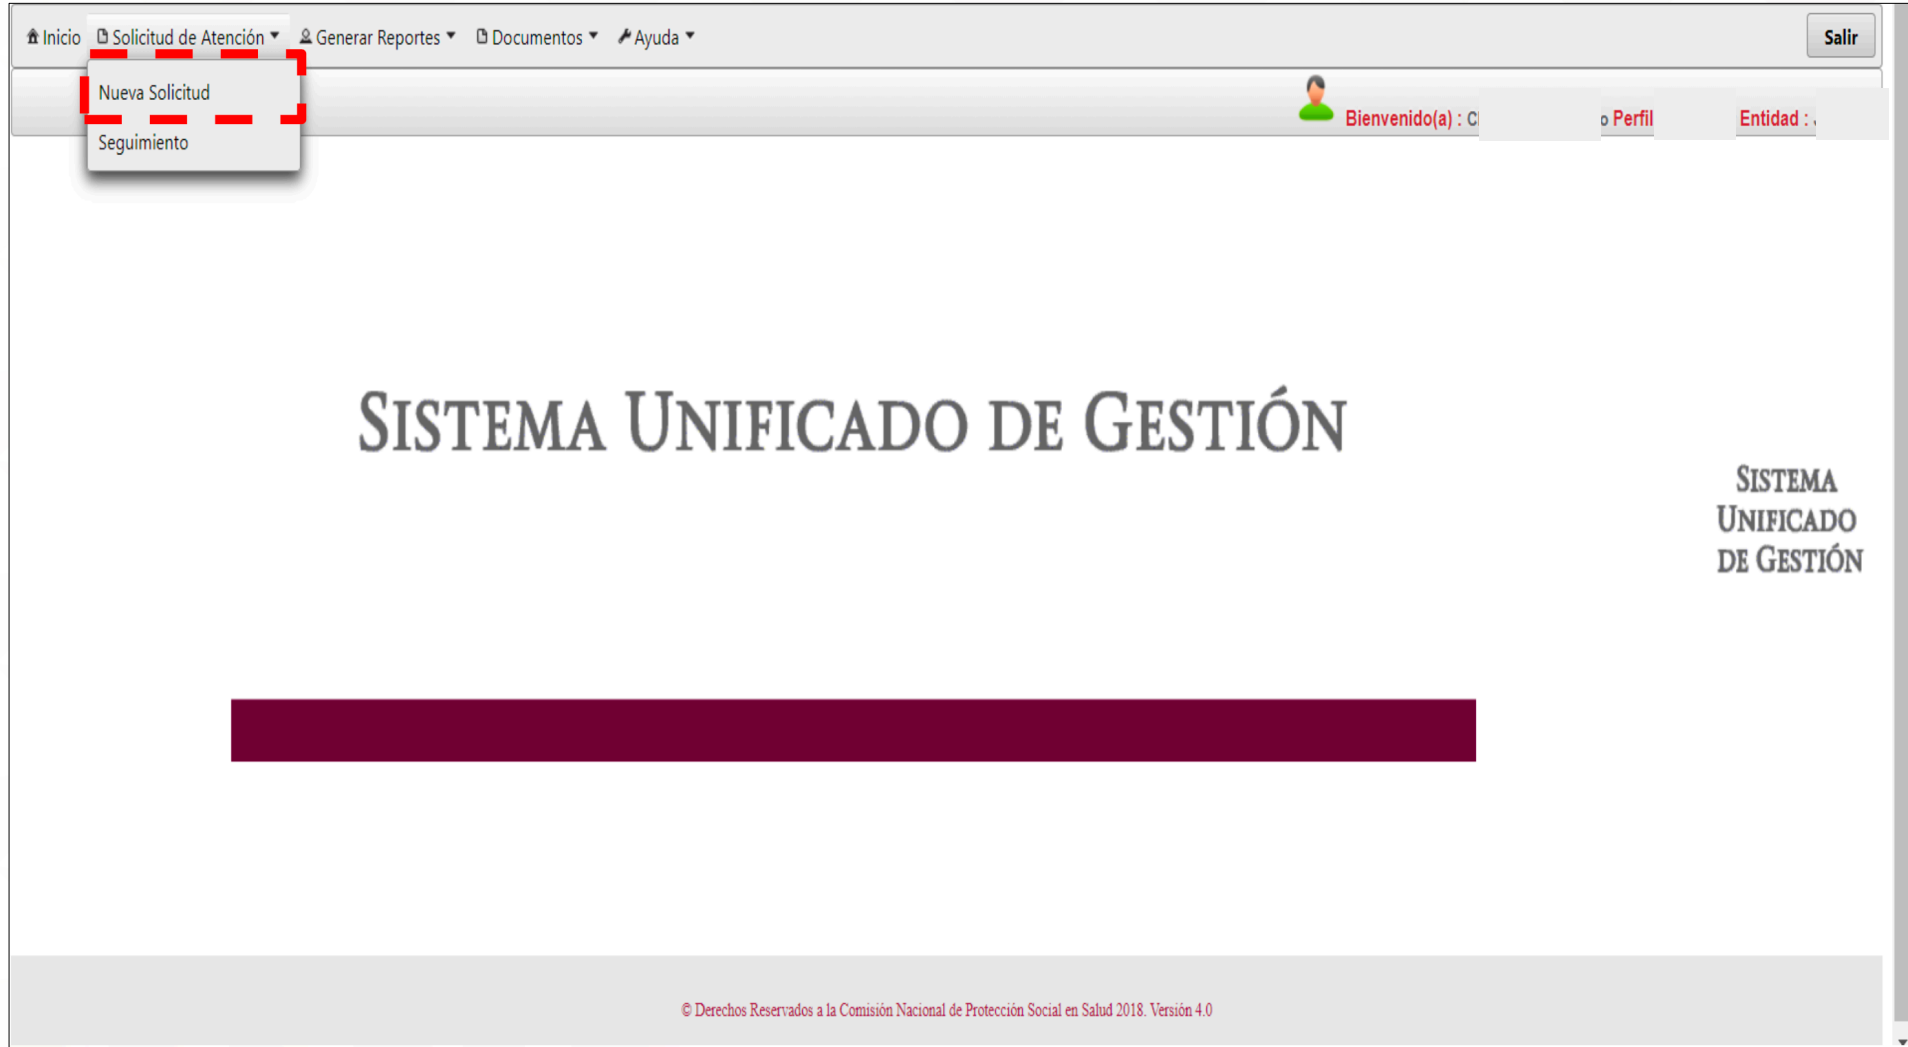 Inicio Solicitud de Atención Generar Reportes Documentos Ayuda Salir
Nueva Solicitud
Seguimiento
Bienvenido(a) : Perfil Entidad :
SISTEMA UNIFICADO DE GESTIÓN
SISTEMA
UNIFICADO
DE GESTIÓN
© Derechos Reservados a la Comisión Nacional de Protección Social en Salud 2018. Versión 4.0